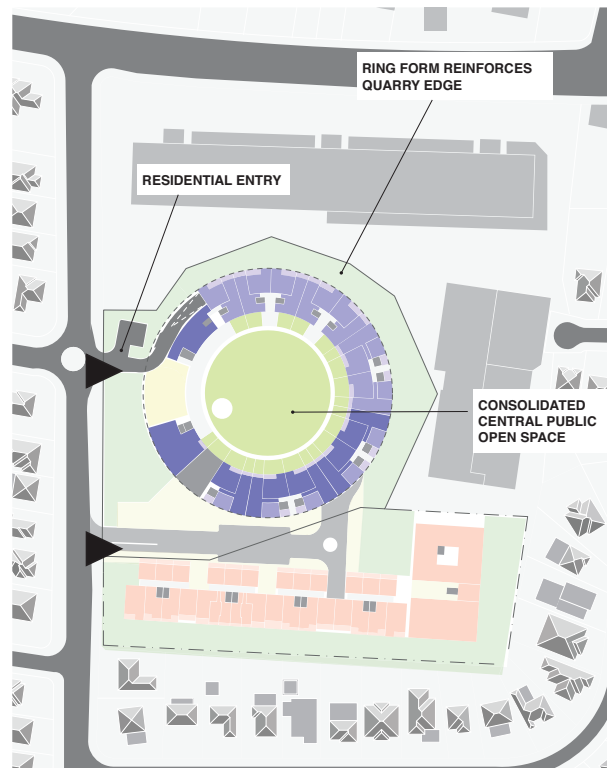 RING FORM REINFORCES
QUARRY EDGE
RESIDENTIAL ENTRY
CONSOLIDATED
CENTRAL PUBLIC
OPEN SPACE